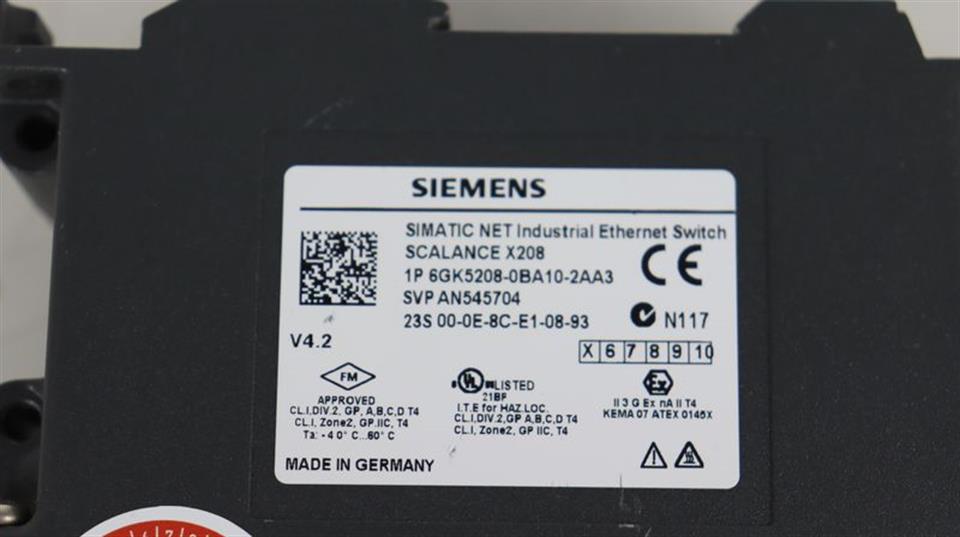 SIEMENS
SIMATIC NET Industrial Ethernet Switch
SCALANCE X208
1P 6GK5208-0BA10-2AA3
SVP AN545704
23S 00-0E-8C-E1-08-93
N117
V4.2
X 6 7 8 9 10
FM
APPROVED
CL.I,DIV.2, GP, A,B,C,D T4
CL.I, Zone2, GP.IIC, T4
Ta: -40°C...60°C
UL LISTED
21BF
I.T.E for HAZ.LOC.
CL.I,DIV.2,GP A,B,C,D T4
CL.I, Zone2, GP IIC, T4
Ex
II 3 G Ex nA II T4
KEMA 07 ATEX 0145X
MADE IN GERMANY